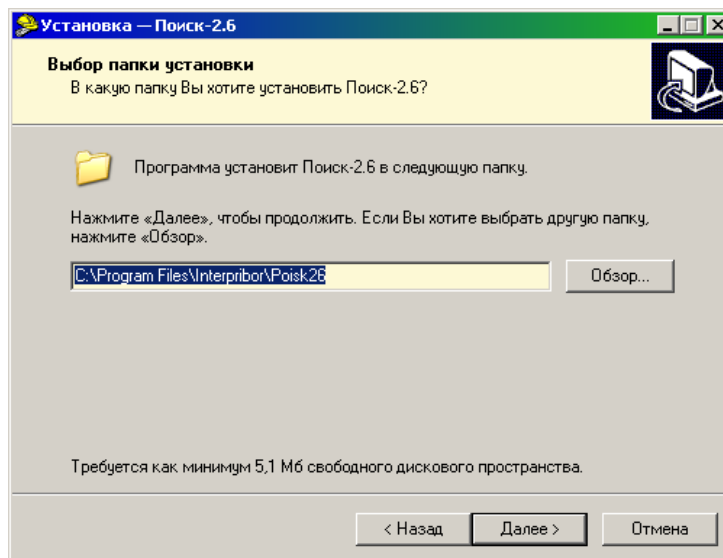 Установка — Поиск-2.6
Выбор папки установки
В какую папку Вы хотите установить Поиск-2.6?
Программа установит Поиск-2.6 в следующую папку.
Нажмите «Далее», чтобы продолжить. Если Вы хотите выбрать другую папку,
нажмите «Обзор».
C:\Program Files\Interpribor\Poisk26
Обзор...
Требуется как минимум 5,1 Мб свободного дискового пространства.
< Назад
Далее >
Отмена